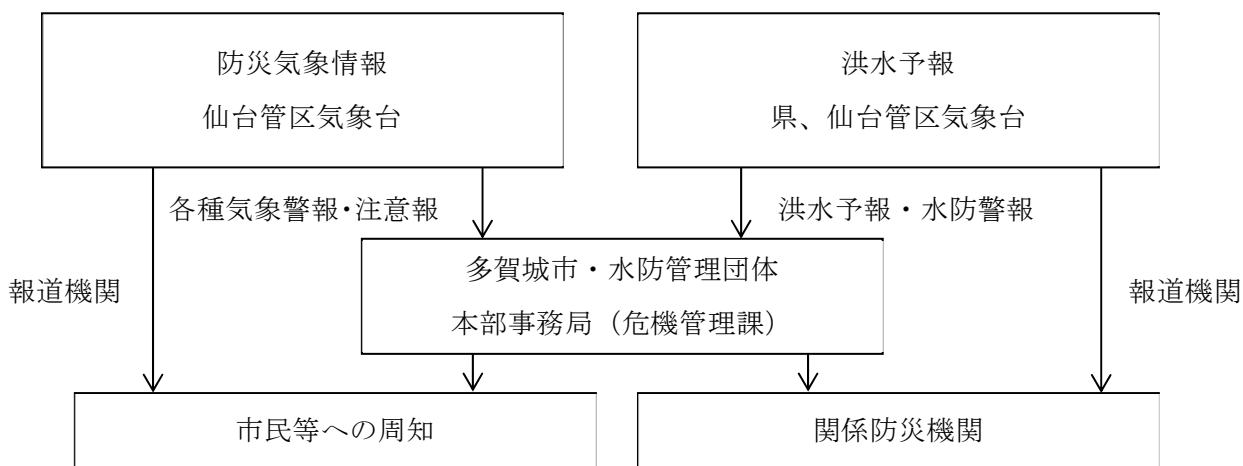 防災気象情報
仙台管区気象台
洪水予報
県、仙台管区気象台
各種気象警報・注意報
洪水予報・水防警報
報道機関
多賀城市・水防管理団体
本部事務局（危機管理課）
報道機関
市民等への周知
関係防災機関